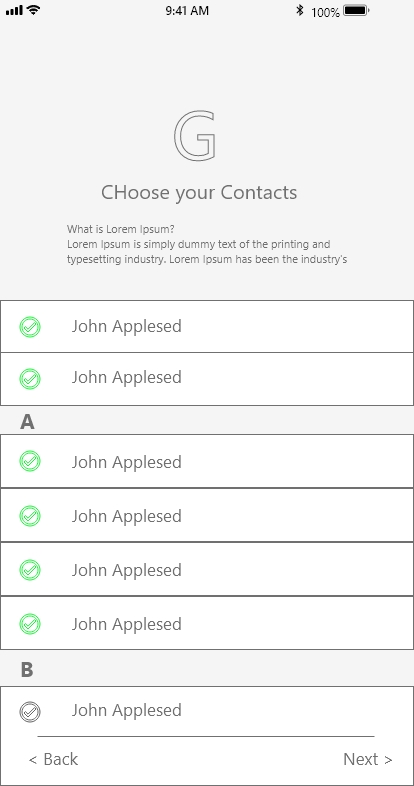 9:41 AM 100%
G
CHoose your Contacts
What is Lorem Ipsum?
Lorem Ipsum is simply dummy text of the printing and
typesetting industry. Lorem Ipsum has been the industry's
John Applesed
John Applesed
A
John Applesed
John Applesed
John Applesed
John Applesed
B
John Applesed
< Back Next >